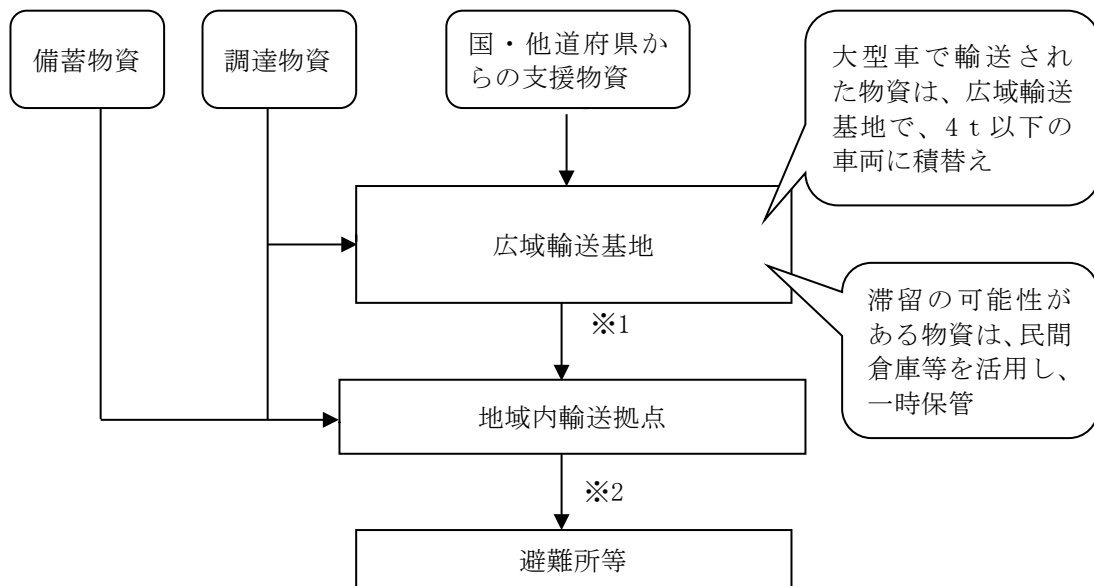 備蓄物資
調達物資
国・他道府県か
らの支援物資
大型車で輸送され
た物資は、広域輸送
基地で、4ｔ以下の
車両に積替え
広域輸送基地
滞留の可能性が
ある物資は、民間
倉庫等を活用し、
一時保管
※1
地域内輸送拠点
※2
避難所等